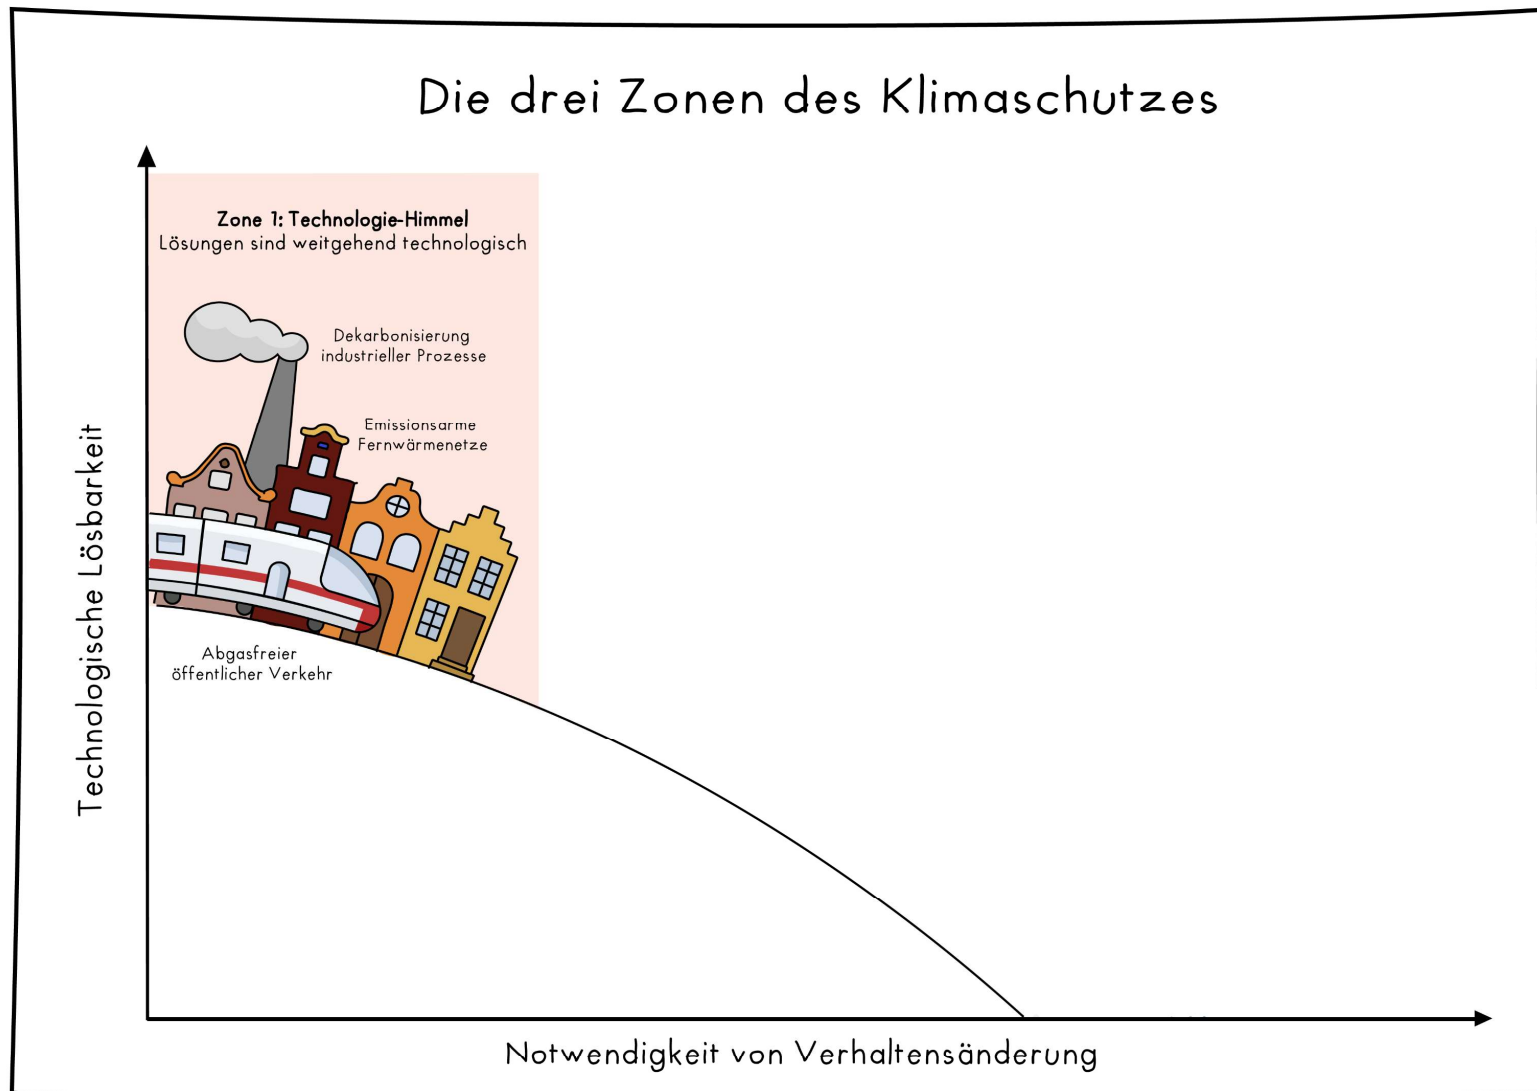 Die drei Zonen des Klimaschutzes
Zone 1: Technologie-Himmel
Lösungen sind weitgehend technologisch
Dekarbonisierung
industrieller Prozesse
Emissionsarme
Fernwärmenetze
Abgasfreier
öffentlicher Verkehr
Technologische Lösbarkeit
Notwendigkeit von Verhaltensänderung